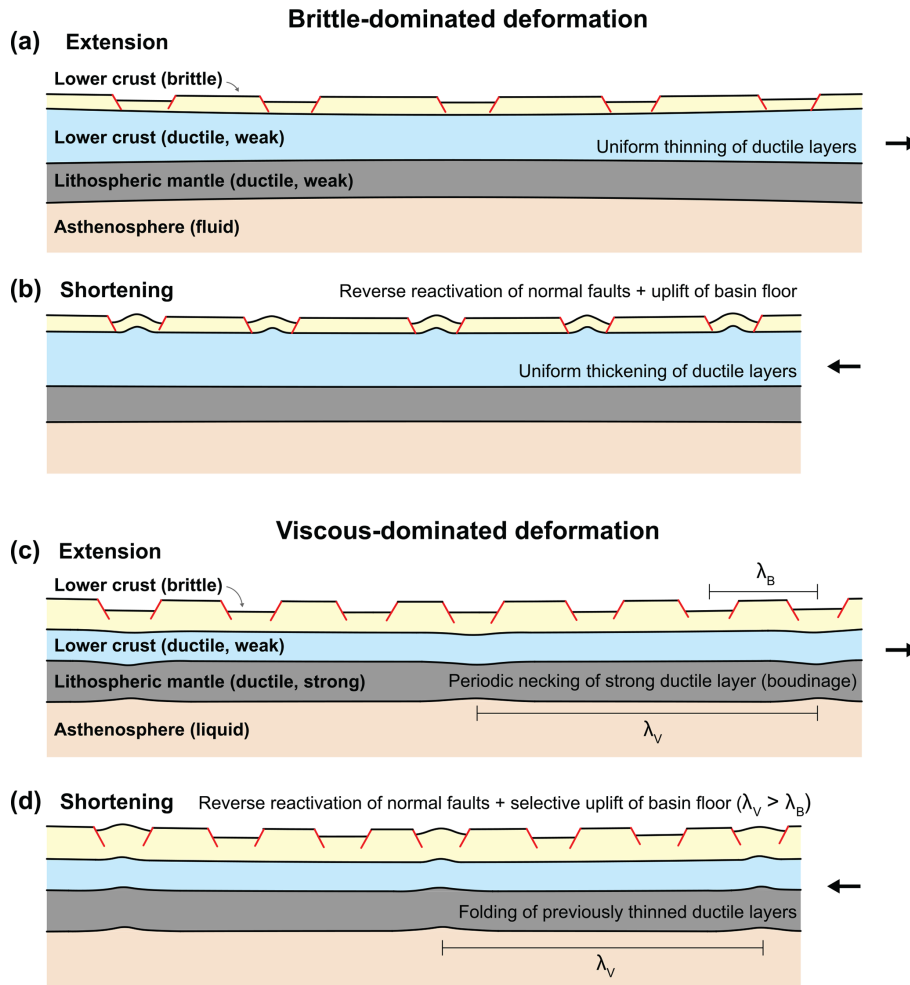 Brittle-dominated deformation
(a) Extension
Lower crust (brittle)
Lower crust (ductile, weak)
Uniform thinning of ductile layers
Lithospheric mantle (ductile, weak)
Asthenosphere (fluid)
(b) Shortening
Reverse reactivation of normal faults + uplift of basin floor
Uniform thickening of ductile layers
Viscous-dominated deformation
(c) Extension
Lower crust (brittle)
λB
Lower crust (ductile, weak)
Lithospheric mantle (ductile, strong)
Periodic necking of strong ductile layer (boudinage)
Asthenosphere (liquid)
λV
(d) Shortening
Reverse reactivation of normal faults + selective uplift of basin floor (λV > λB)
Folding of previously thinned ductile layers
λV